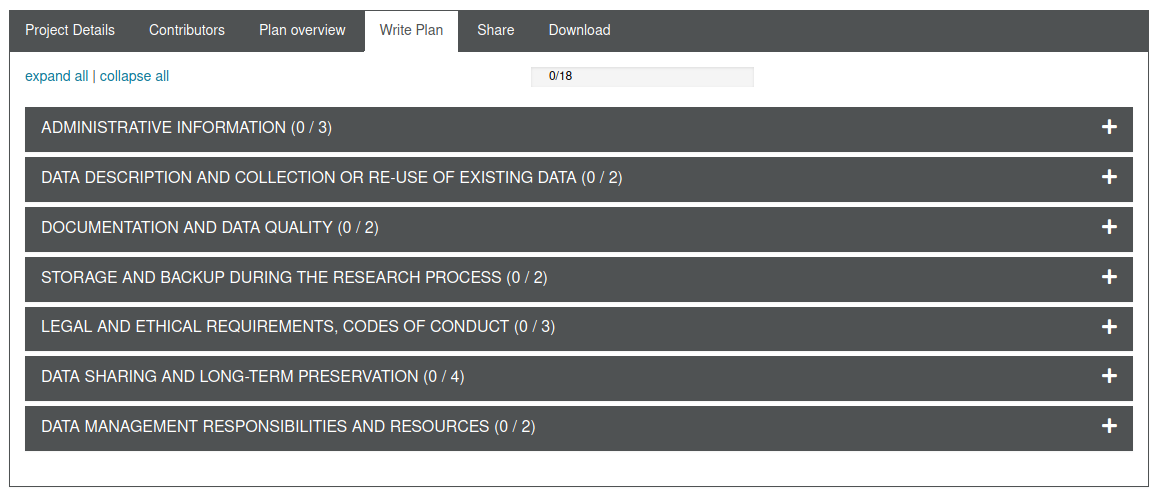 Project Details Contributors Plan overview Write Plan Share Download
expand all | collapse all 0/18
ADMINISTRATIVE INFORMATION (0 / 3)
DATA DESCRIPTION AND COLLECTION OR RE-USE OF EXISTING DATA (0 / 2)
DOCUMENTATION AND DATA QUALITY (0 / 2)
STORAGE AND BACKUP DURING THE RESEARCH PROCESS (0 / 2)
LEGAL AND ETHICAL REQUIREMENTS, CODES OF CONDUCT (0 / 3)
DATA SHARING AND LONG-TERM PRESERVATION (0 / 4)
DATA MANAGEMENT RESPONSIBILITIES AND RESOURCES (0 / 2)